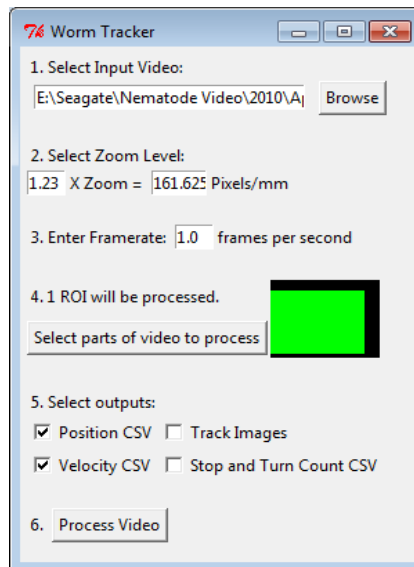 Worm Tracker
1. Select Input Video:
E:\Seagate\Nematode Video\2010\A Browse
2. Select Zoom Level:
1.23 X Zoom = 161.625 Pixels/mm
3. Enter Framerate: 1.0 frames per second
4. 1 ROI will be processed.
Select parts of video to process
5. Select outputs:
Position CSV Track Images
Velocity CSV Stop and Turn Count CSV
6. Process Video